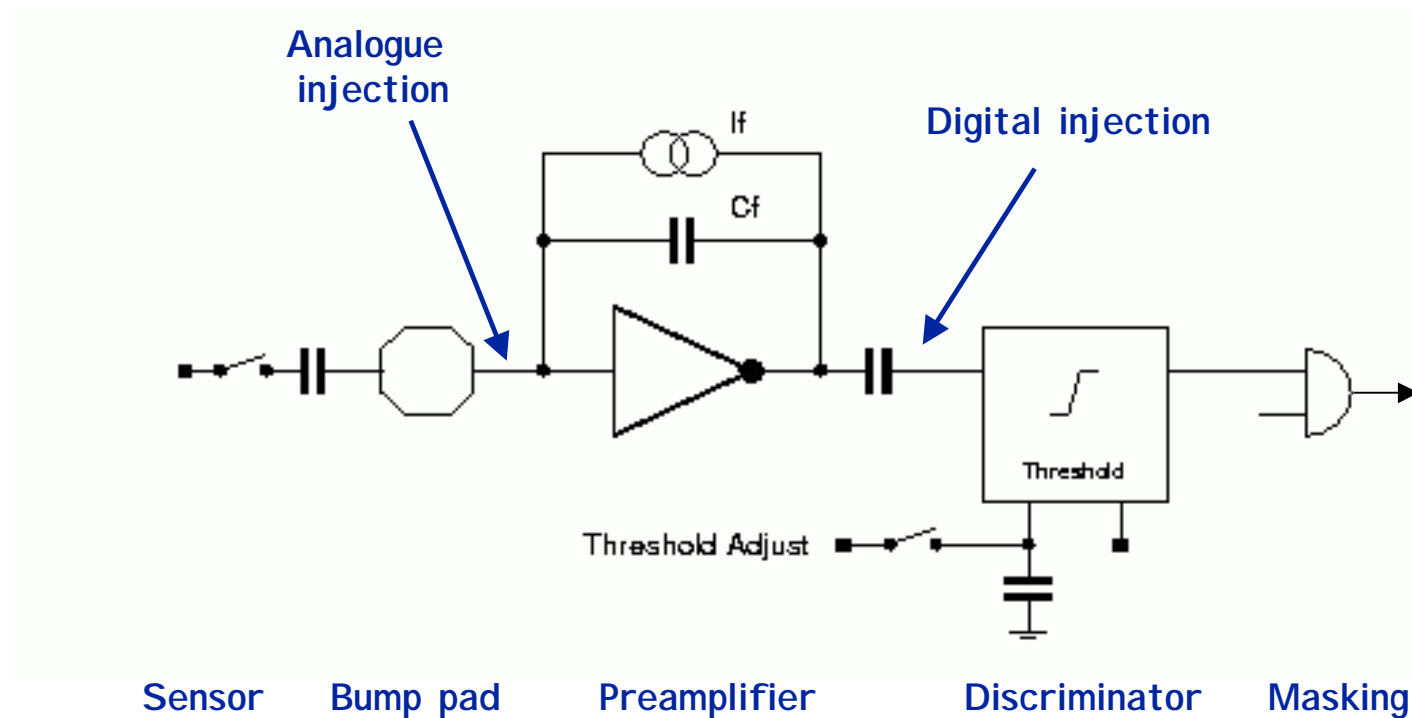 Analogue
injection
If
Digital injection
Cf
Threshold
Threshold Adjust
Sensor Bump pad Preamplifier Discriminator Masking